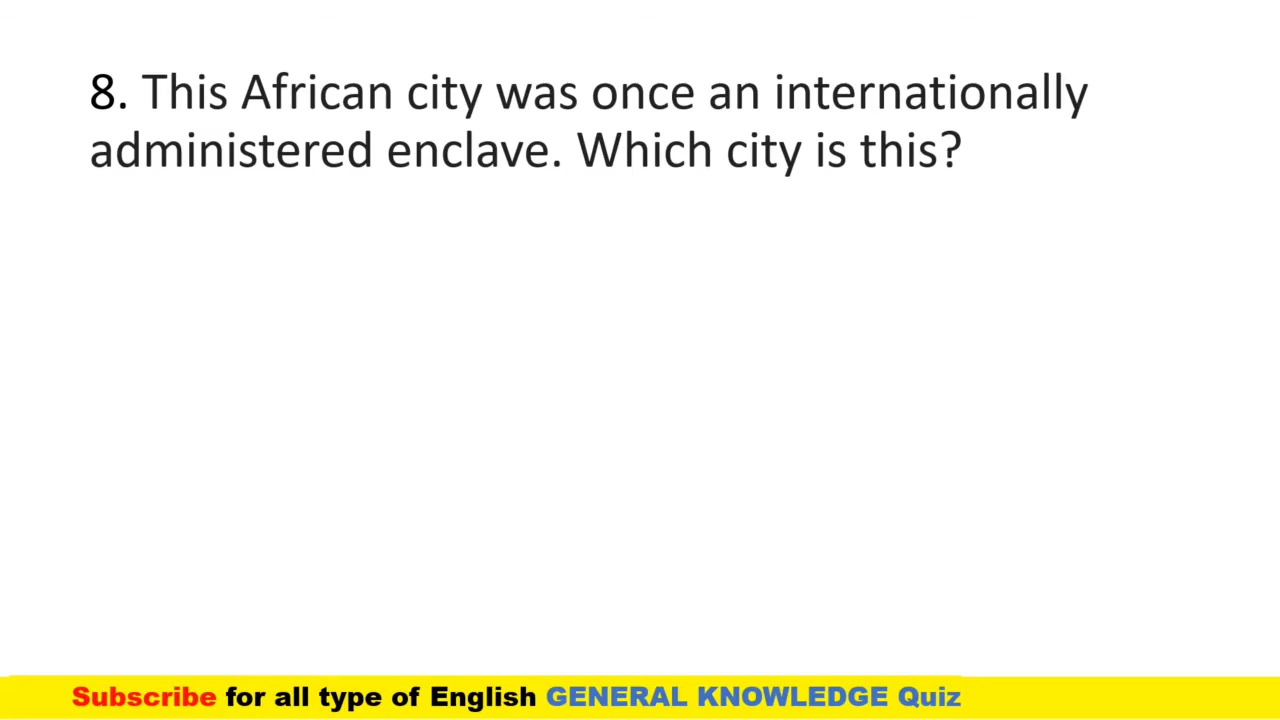 8. This African city was once an internationally
administered enclave. Which city is this?
Subscribe for all type of English GENERAL KNOWLEDGE Quiz